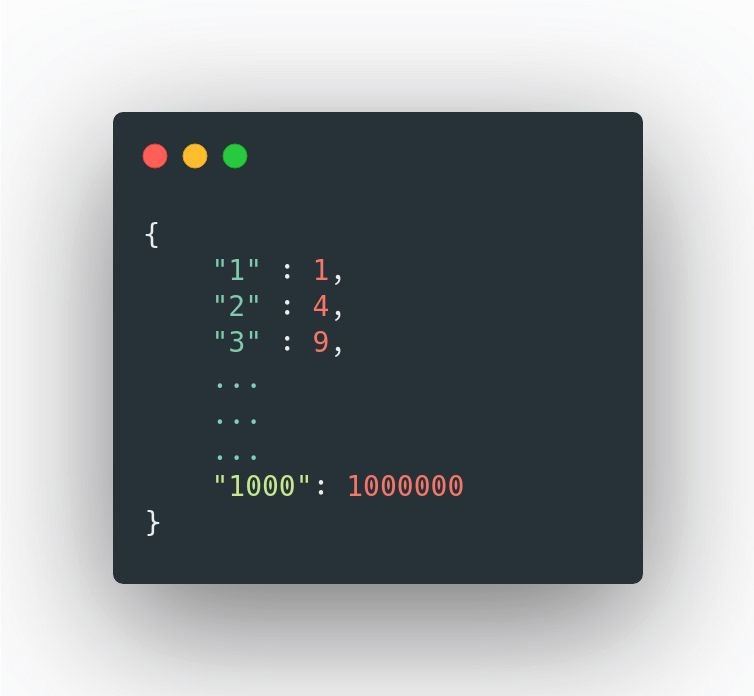 {
"1" : 1,
"2" : 4,
"3" : 9,
...
...
...
"1000": 1000000
}